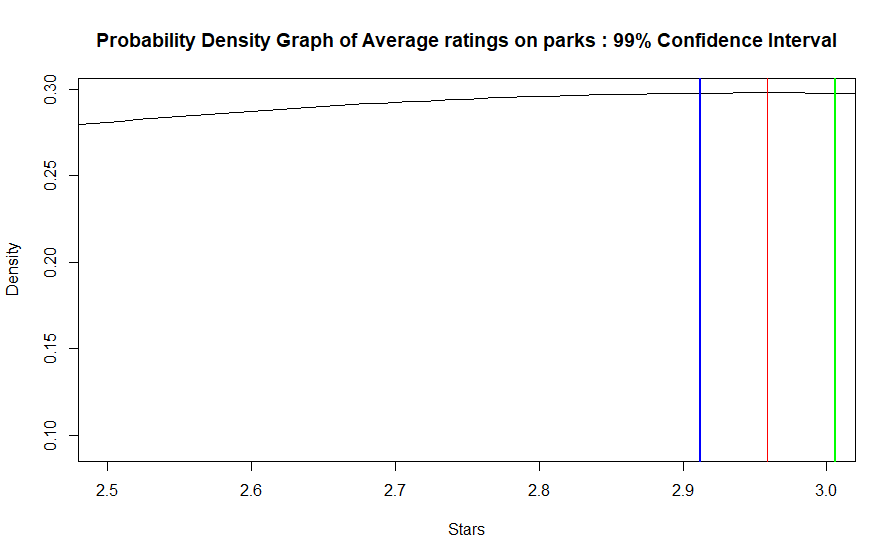 Probability Density Graph of Average ratings on parks : 99% Confidence Interval
Density
0.30
0.25
0.20
0.15
0.10
2.5 2.6 2.7 2.8 2.9 3.0
Stars